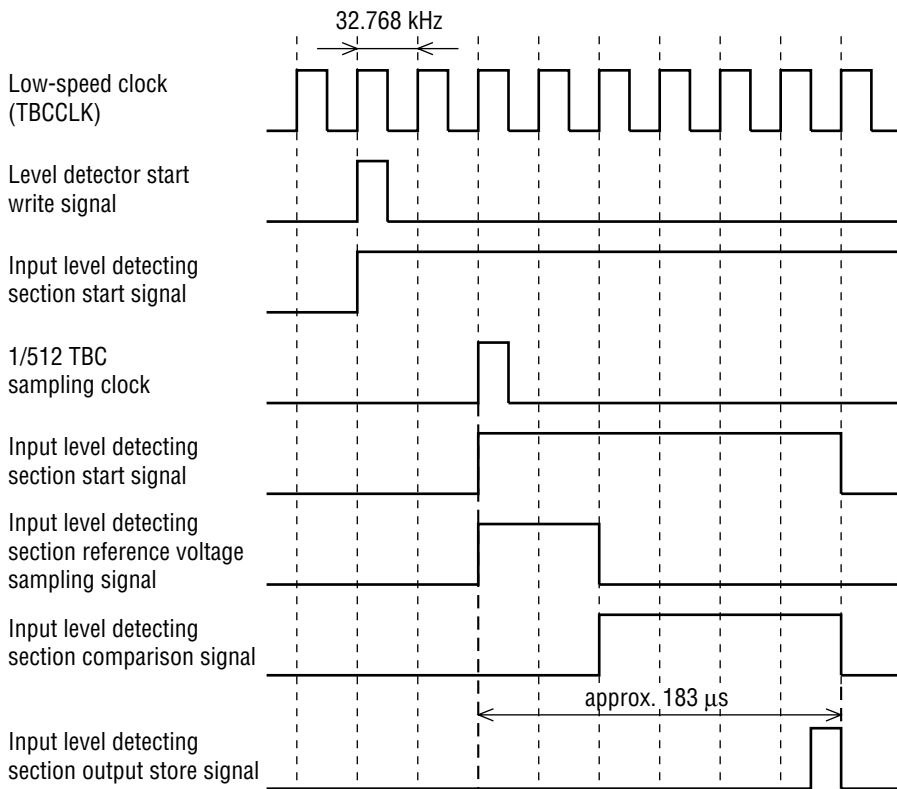 32.768 kHz
Low-speed clock
(TBCCLK)
Level detector start
write signal
Input level detecting
section start signal
1/512 TBC
sampling clock
Input level detecting
section start signal
Input level detecting
section reference voltage
sampling signal
Input level detecting
section comparison signal
approx. 183 μs
Input level detecting
section output store signal